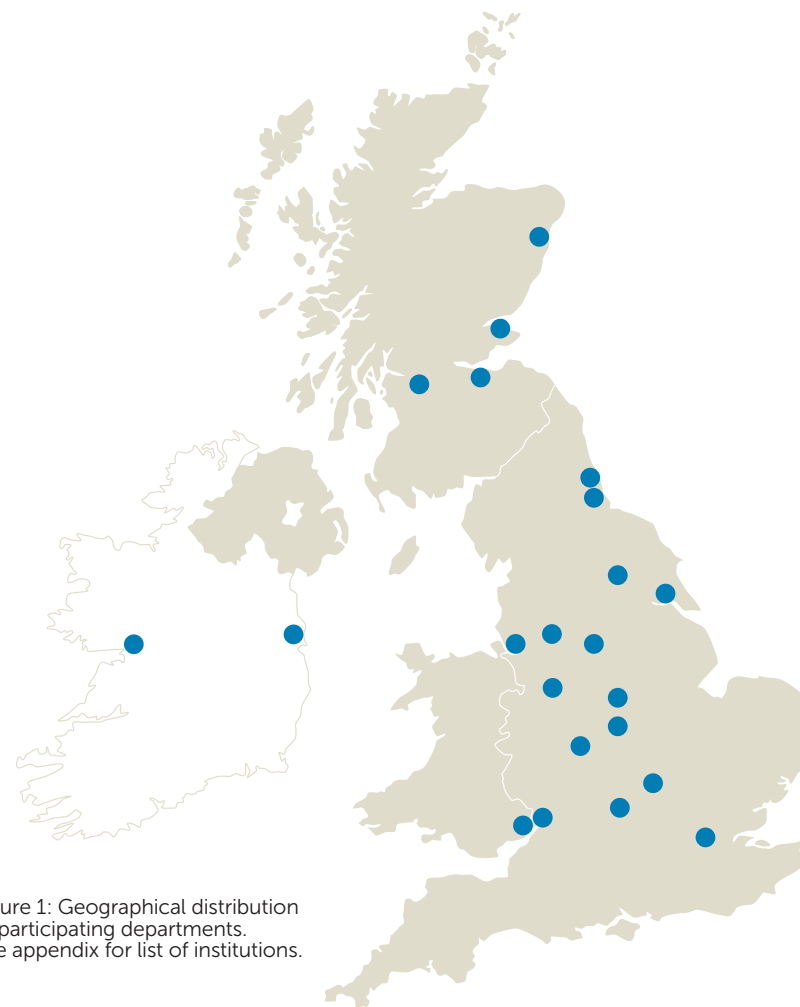 ure 1: Geographical distribution
participating departments.
e appendix for list of institutions.